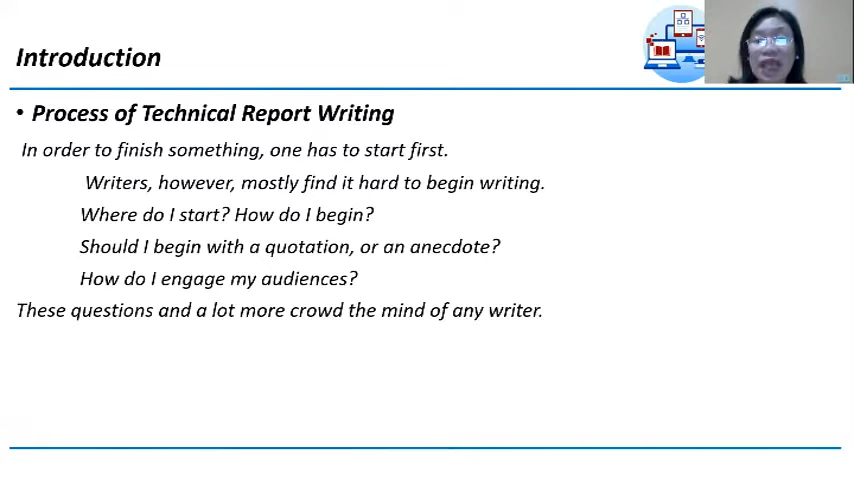 Introduction
• Process of Technical Report Writing
In order to finish something, one has to start first.
Writers, however, mostly find it hard to begin writing.
Where do I start? How do I begin?
Should I begin with a quotation, or an anecdote?
How do I engage my audiences?
These questions and a lot more crowd the mind of any writer.